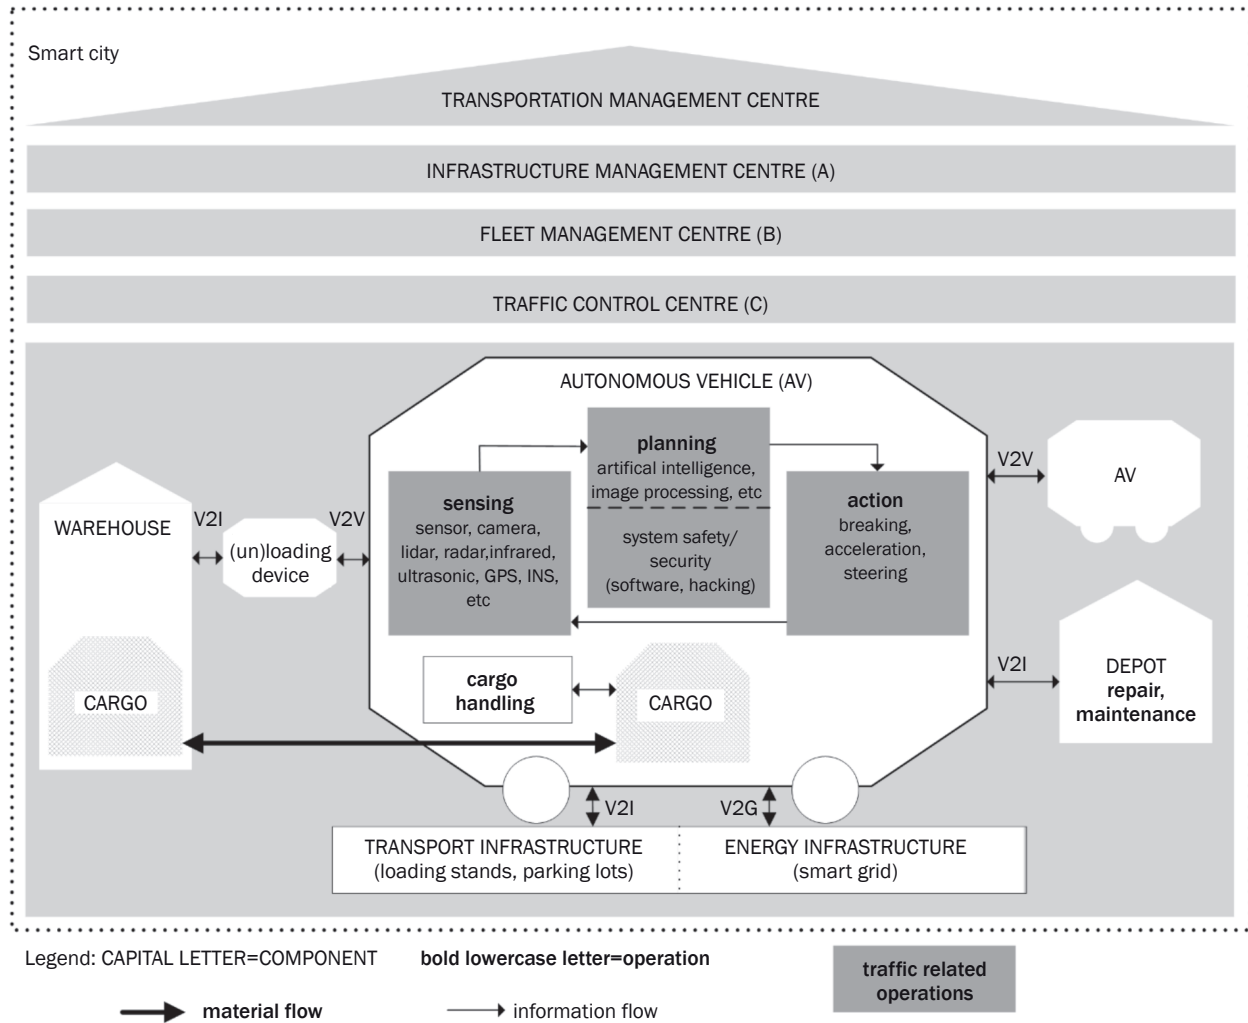 Smart city
TRANSPORTATION MANAGEMENT CENTRE
INFRASTRUCTURE MANAGEMENT CENTRE (A)
FLEET MANAGEMENT CENTRE (B)
TRAFFIC CONTROL CENTRE (C)
AUTONOMOUS VEHICLE (AV)
WAREHOUSE
V2I
(un)loading
device
V2V
sensing
sensor, camera,
lidar, radar,infrared,
ultrasonic, GPS, INS,
etc
planning
artifical intelligence,
image processing, etc
system safety/
security
(software, hacking)
action
breaking,
acceleration,
steering
V2V
AV
CARGO
cargo
handling
CARGO
V2I
DEPOT
repair,
maintenance
V2I
V2G
TRANSPORT INFRASTRUCTURE
(loading stands, parking lots)
ENERGY INFRASTRUCTURE
(smart grid)
Legend: CAPITAL LETTER=COMPONENT
bold lowercase letter=operation
traffic related
operations
material flow
information flow